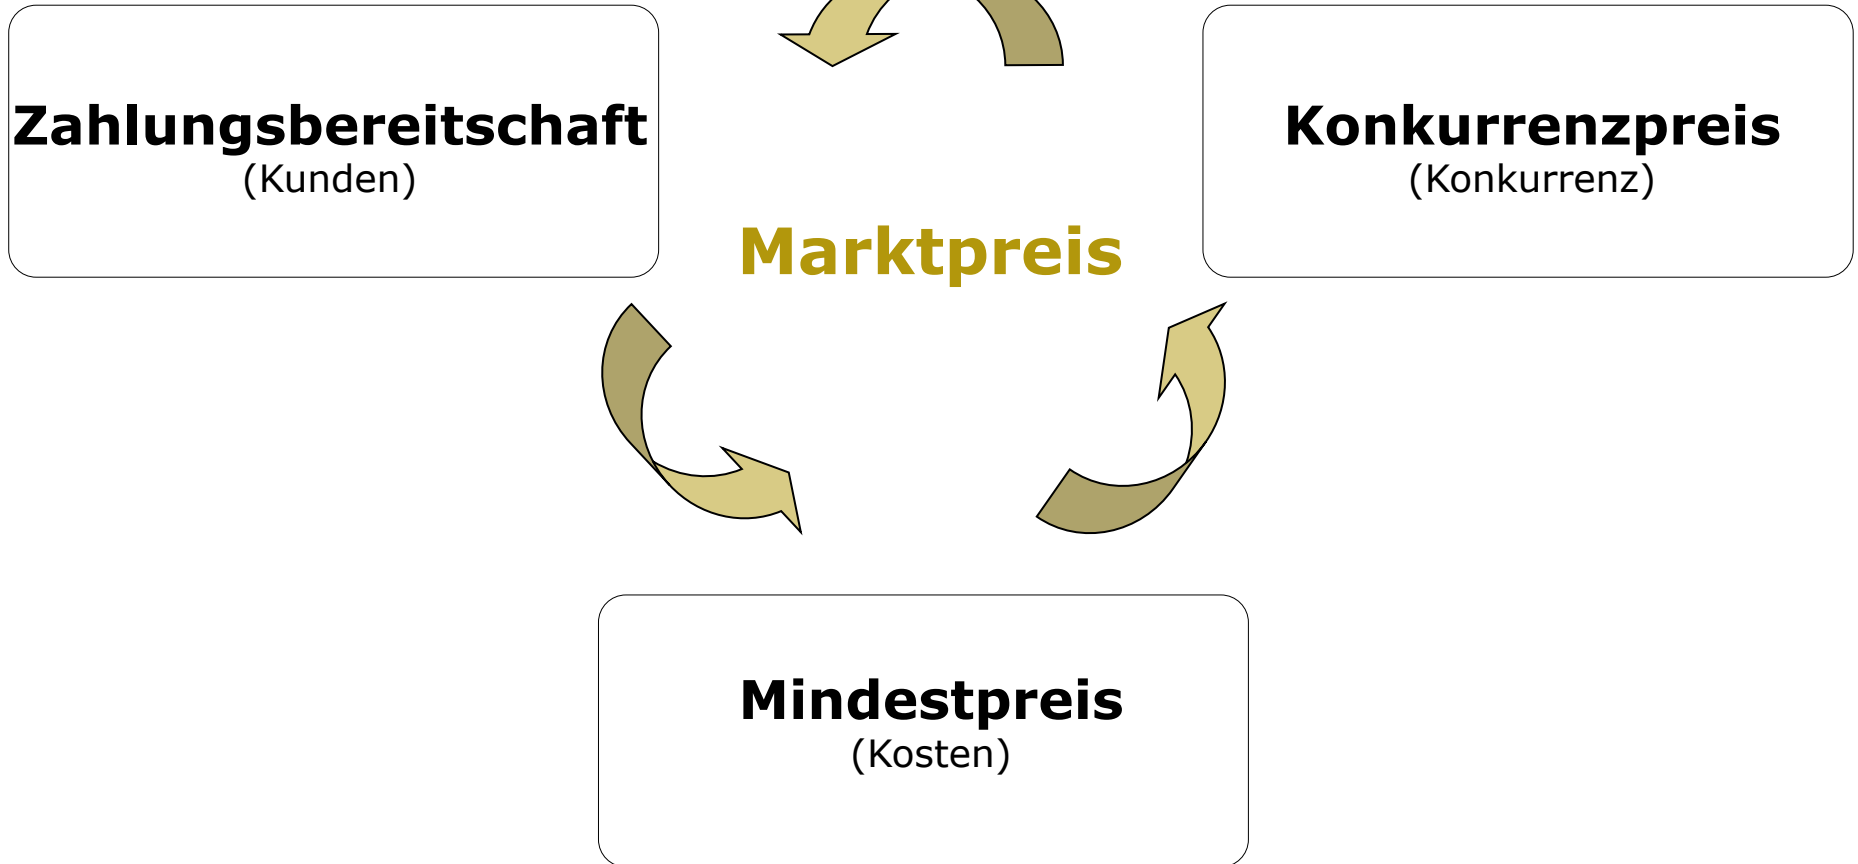 Zahlungsbereitschaft
(Kunden)
Konkurrenzpreis
(Konkurrenz)
Marktpreis
Mindestpreis
(Kosten)